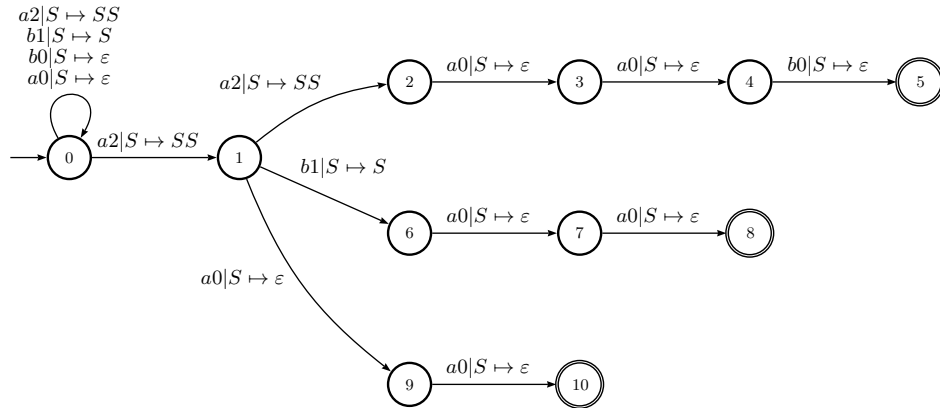 a2|S ↦ SS
b1|S ↦ S
b0|S ↦ ε
a0|S ↦ ε
a2|S ↦ SS
a0|S ↦ ε
a0|S ↦ ε
b0|S ↦ ε
2
3
4
5
a2|S ↦ SS
0
1
b1|S ↦ S
a0|S ↦ ε
a0|S ↦ ε
6
7
8
a0|S ↦ ε
a0|S ↦ ε
9
10